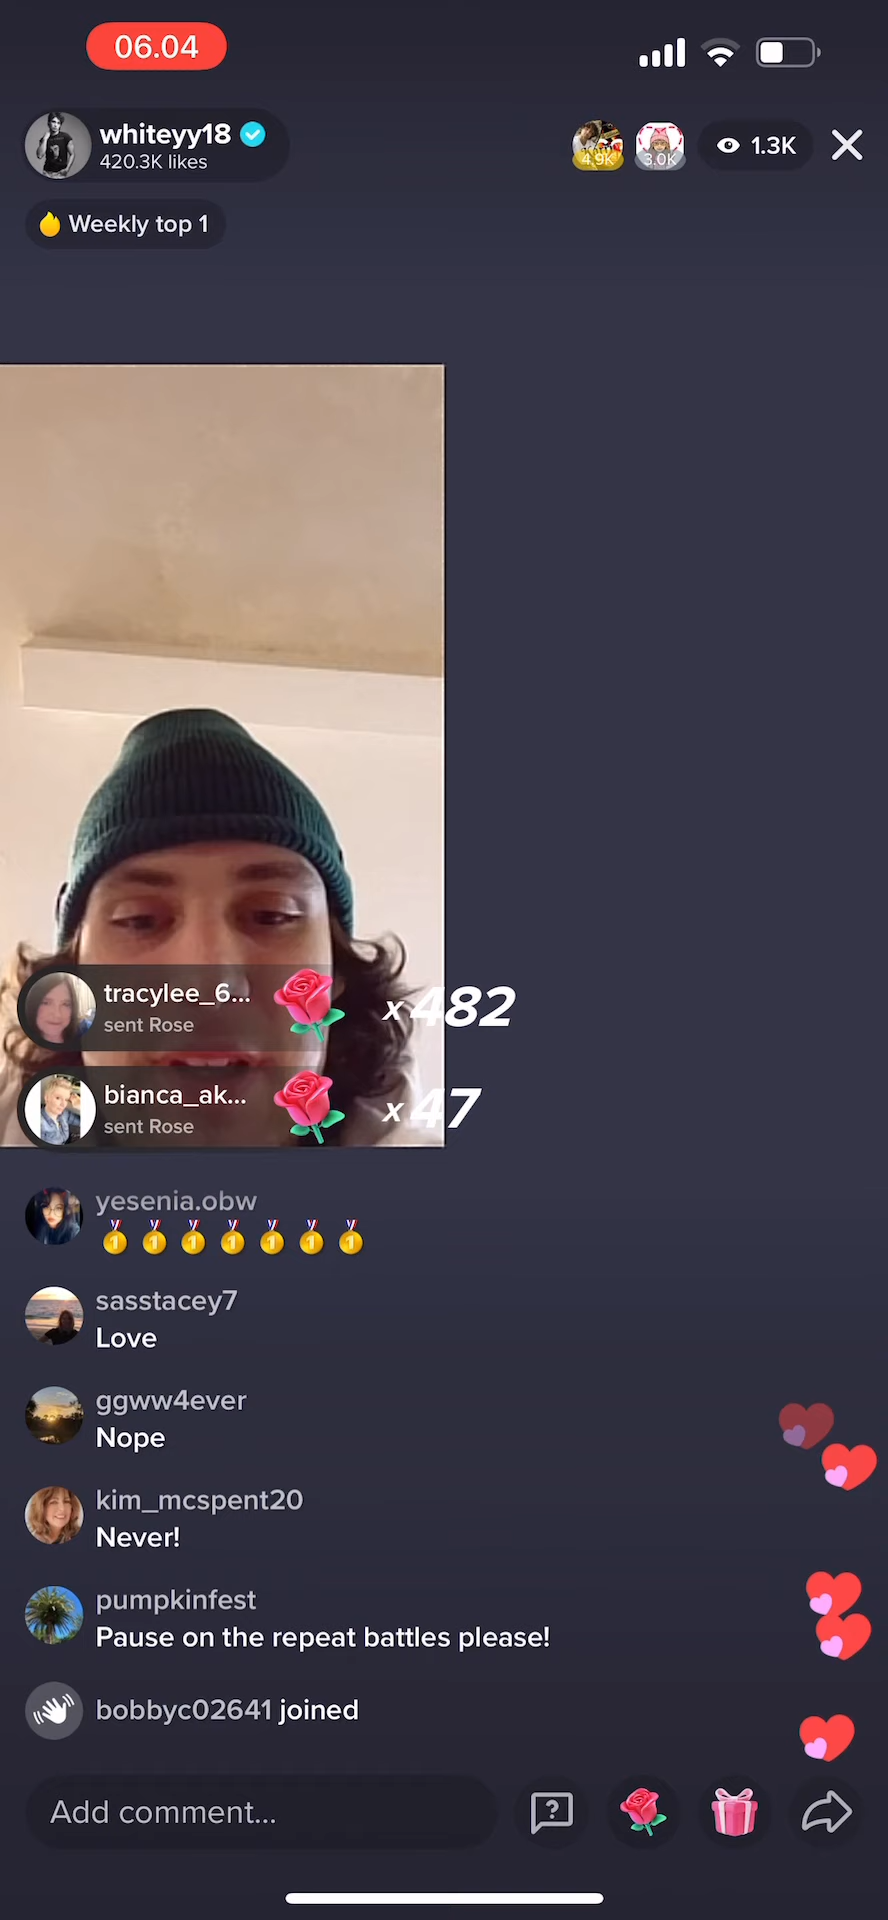 06.04
whiteyy18
420.3K likes
4.9K
3.0K
1.3K
Weekly top 1
tracylee_6...
sent Rose
x482
bianca_ak...
sent Rose
x47
yesenia.obw
🥇🥇🥇🥇🥇🥇🥇
sasstacey7
Love
ggww4ever
Nope
kim_mcspent20
Never!
pumpkinfest
Pause on the repeat battles please!
bobbyc02641 joined
Add comment...